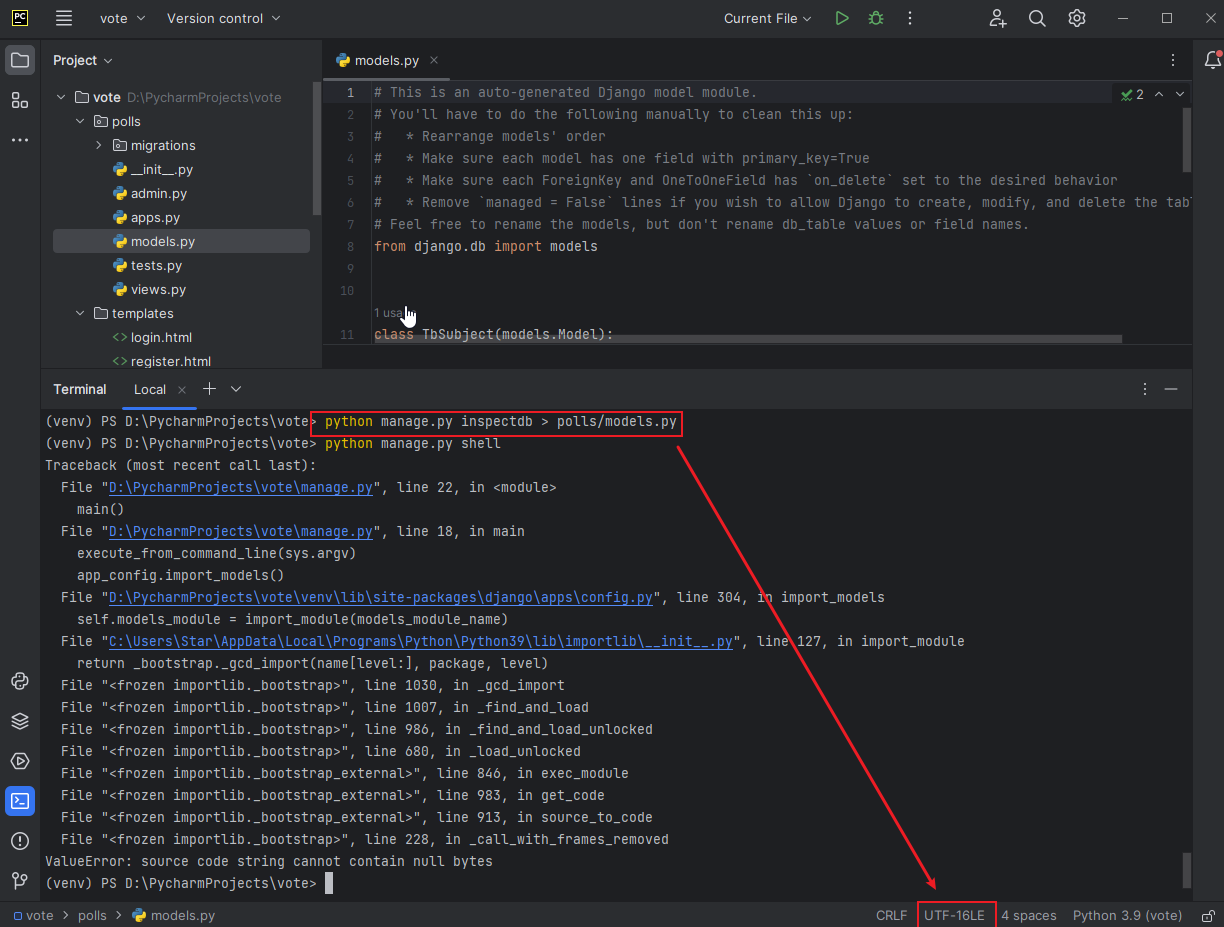 PC vote Version control Current File
Project
models.py
vote D:\PycharmProjects\vote
polls
migrations
__init__.py
admin.py
apps.py
models.py
tests.py
views.py
templates
login.html
register.html
2
1 # This is an auto-generated Django model module.
2 # You'll have to do the following manually to clean this up:
3 #   * Rearrange models' order
4 #   * Make sure each model has one field with primary_key=True
5 #   * Make sure each ForeignKey and OneToOneField has `on_delete` set to the desired behavior
6 #   * Remove `managed = False` lines if you wish to allow Django to create, modify, and delete the tabl
7 # Feel free to rename the models, but don't rename db_table values or field names.
8 from django.db import models
9
10
1 usa
11 class TbSubject(models.Model):
Terminal Local
(venv) PS D:\PycharmProjects\vote> python manage.py inspectdb > polls/models.py
(venv) PS D:\PycharmProjects\vote> python manage.py shell
Traceback (most recent call last):
  File "D:\PycharmProjects\vote\manage.py", line 22, in <module>
    main()
  File "D:\PycharmProjects\vote\manage.py", line 18, in main
    execute_from_command_line(sys.argv)
    app_config.import_models()
  File "D:\PycharmProjects\vote\venv\lib\site-packages\django\apps\config.py", line 304, in import_models
    self.models_module = import_module(models_module_name)
  File "C:\Users\Star\AppData\Local\Programs\Python\Python39\lib\importlib\__init__.py", line 127, in import_module
    return _bootstrap._gcd_import(name[level:], package, level)
  File "<frozen importlib._bootstrap>", line 1030, in _gcd_import
  File "<frozen importlib._bootstrap>", line 1007, in _find_and_load
  File "<frozen importlib._bootstrap>", line 986, in _find_and_load_unlocked
  File "<frozen importlib._bootstrap>", line 680, in _load_unlocked
  File "<frozen importlib._bootstrap_external>", line 846, in exec_module
  File "<frozen importlib._bootstrap_external>", line 983, in get_code
  File "<frozen importlib._bootstrap_external>", line 913, in source_to_code
  File "<frozen importlib._bootstrap>", line 228, in _call_with_frames_removed
ValueError: source code string cannot contain null bytes
(venv) PS D:\PycharmProjects\vote>
vote > polls > models.py CRLF UTF-16LE 4 spaces Python 3.9 (vote)